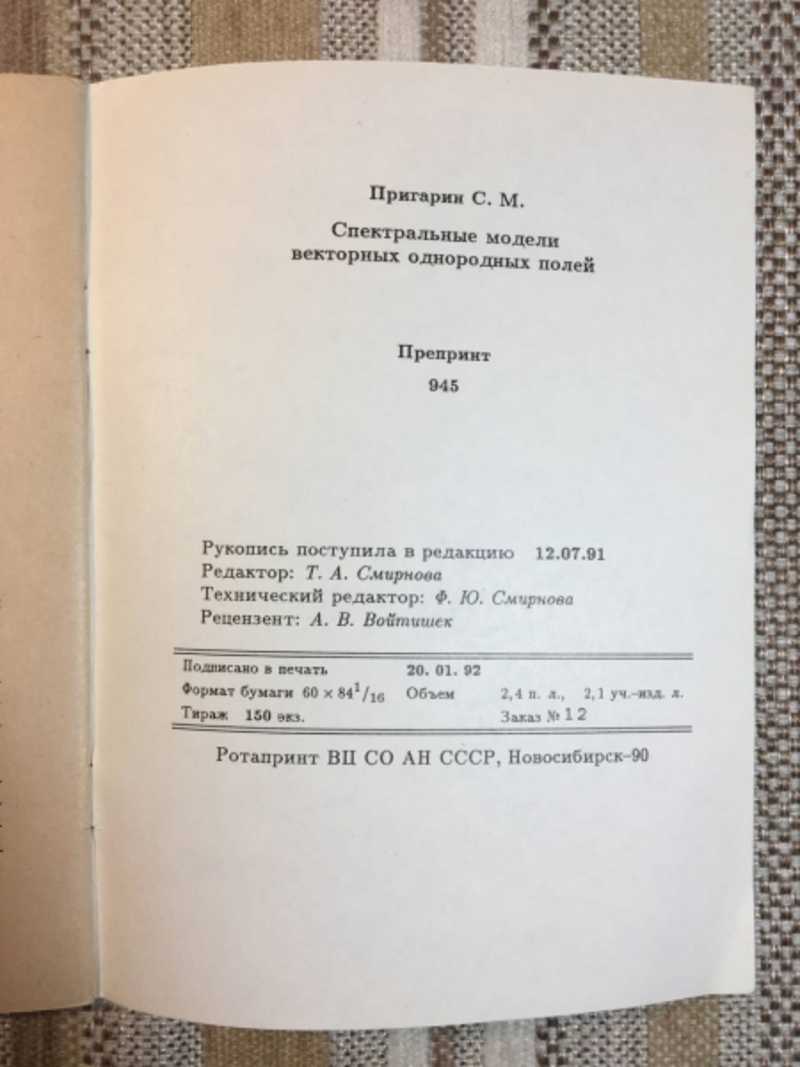 Пригарин С. М.
Спектральные модели
векторных однородных полей
Препринт
945
Рукопись поступила в редакцию 12.07.91
Редактор: Т. А. Смирнова
Технический редактор: Ф. Ю. Смирнова
Рецензент: А. В. Войтишек
Подписано в печать 20. 01. 92
Формат бумаги 60 × 84¹/₁₆ Объем 2,4 п. л., 2,1 уч.-изд. л.
Тираж 150 экз. Заказ № 12
Ротапринт ВЦ СО АН СССР, Новосибирск-90